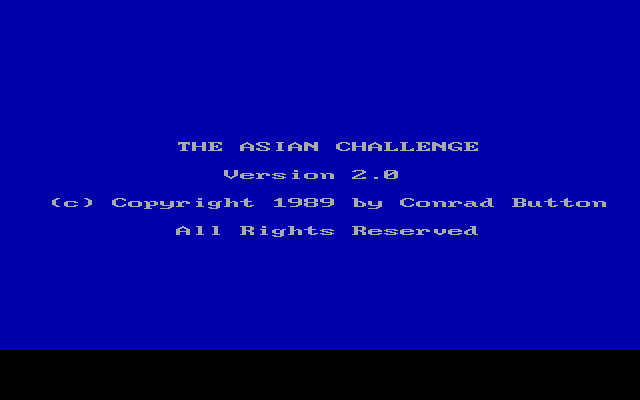 THE ASIAN CHALLENGE
Version 2.0
(c) Copyright 1989 by Conrad Button
All Rights Reserved